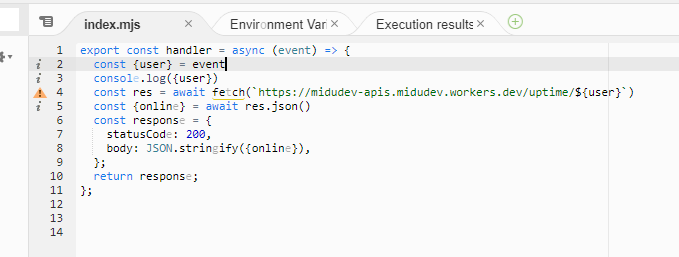 index.mjs
Environment Vari
Execution results
1 export const handler = async (event) => {
2 const {user} = event
3 console.log({user})
4 const res = await fetch(`https://midudev-apis.midudev.workers.dev/uptime/${user}`)
5 const {online} = await res.json()
6 const response = {
7 statusCode: 200,
8 body: JSON.stringify({online}),
9 };
10 return response;
11 };
12
13
14